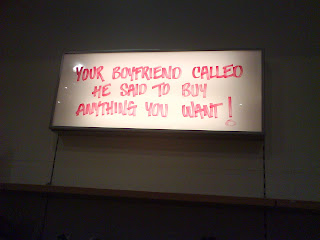 YOUR BOYFRIEND CALLED
HE SAID TO BUY
ANYTHING YOU WANT!